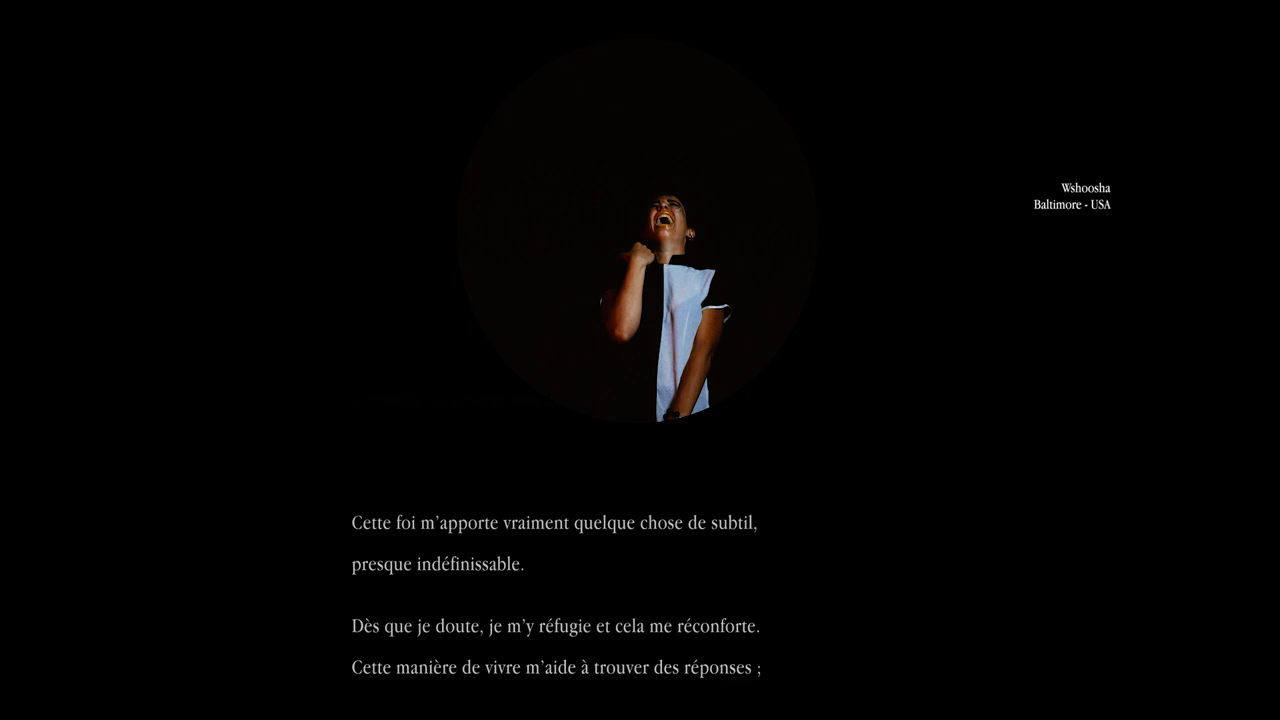 Wshoosha
Baltimore - USA
Cette foi m’apporte vraiment quelque chose de subtil,
presque indéfinissable.
Dès que je doute, je m’y réfugie et cela me réconforte.
Cette manière de vivre m’aide à trouver des réponses ;